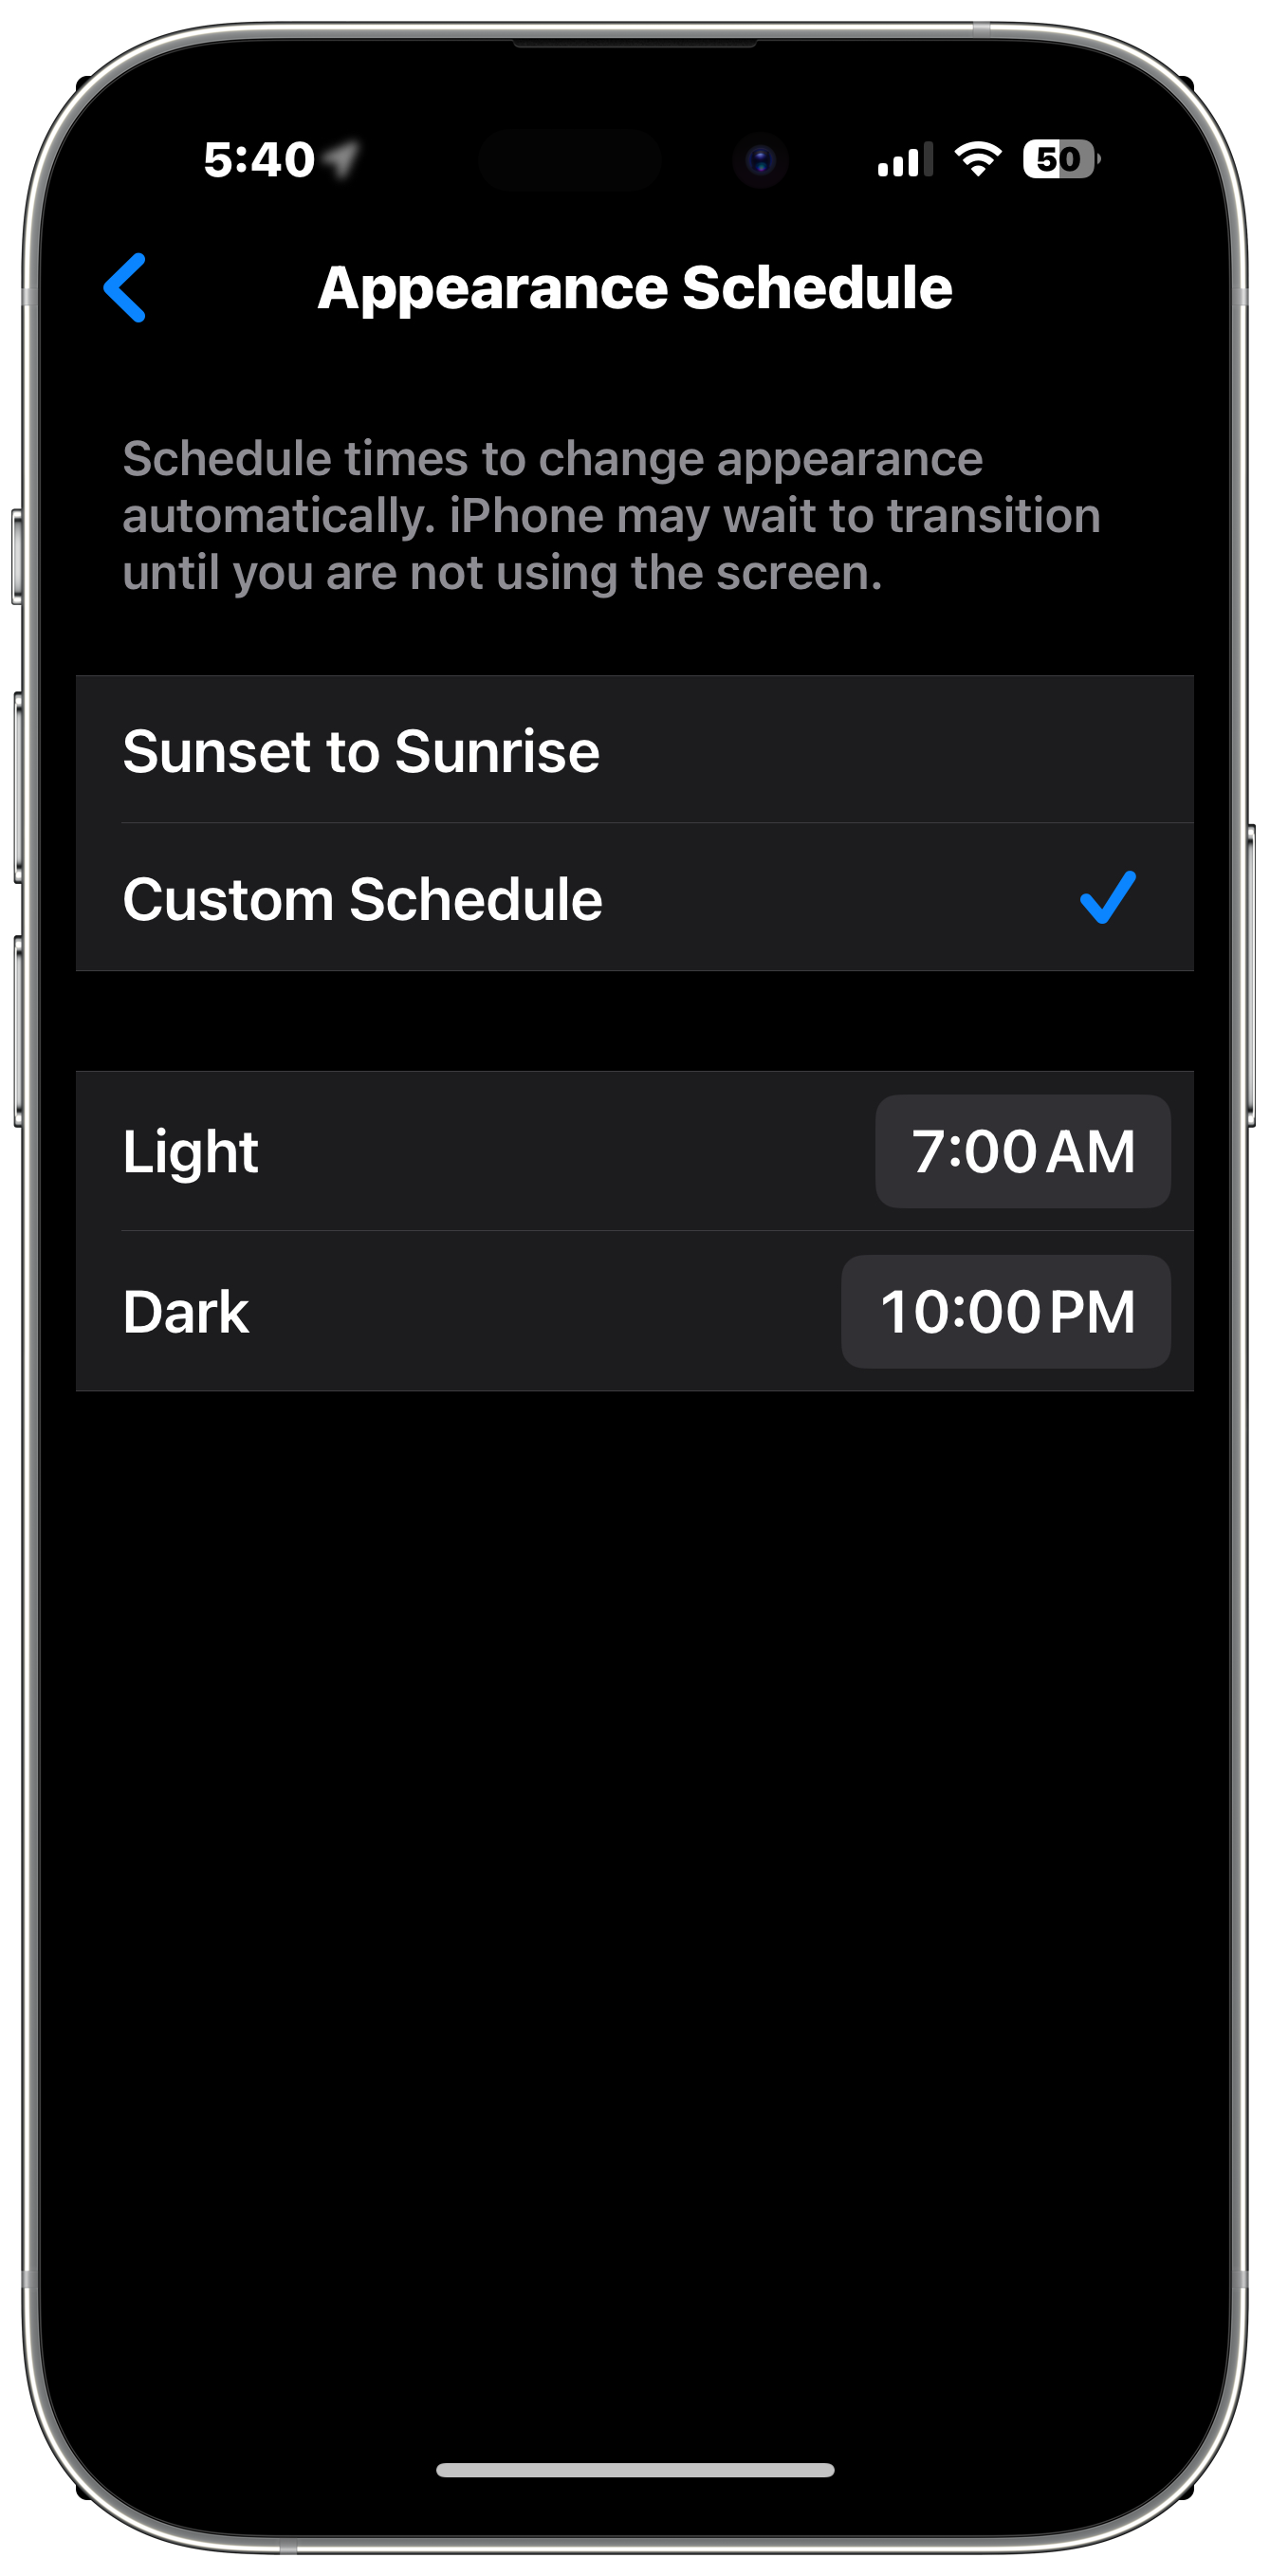 5:40
50
Appearance Schedule
Schedule times to change appearance
automatically. iPhone may wait to transition
until you are not using the screen.
Sunset to Sunrise
Custom Schedule
Light
7:00 AM
Dark
10:00 PM